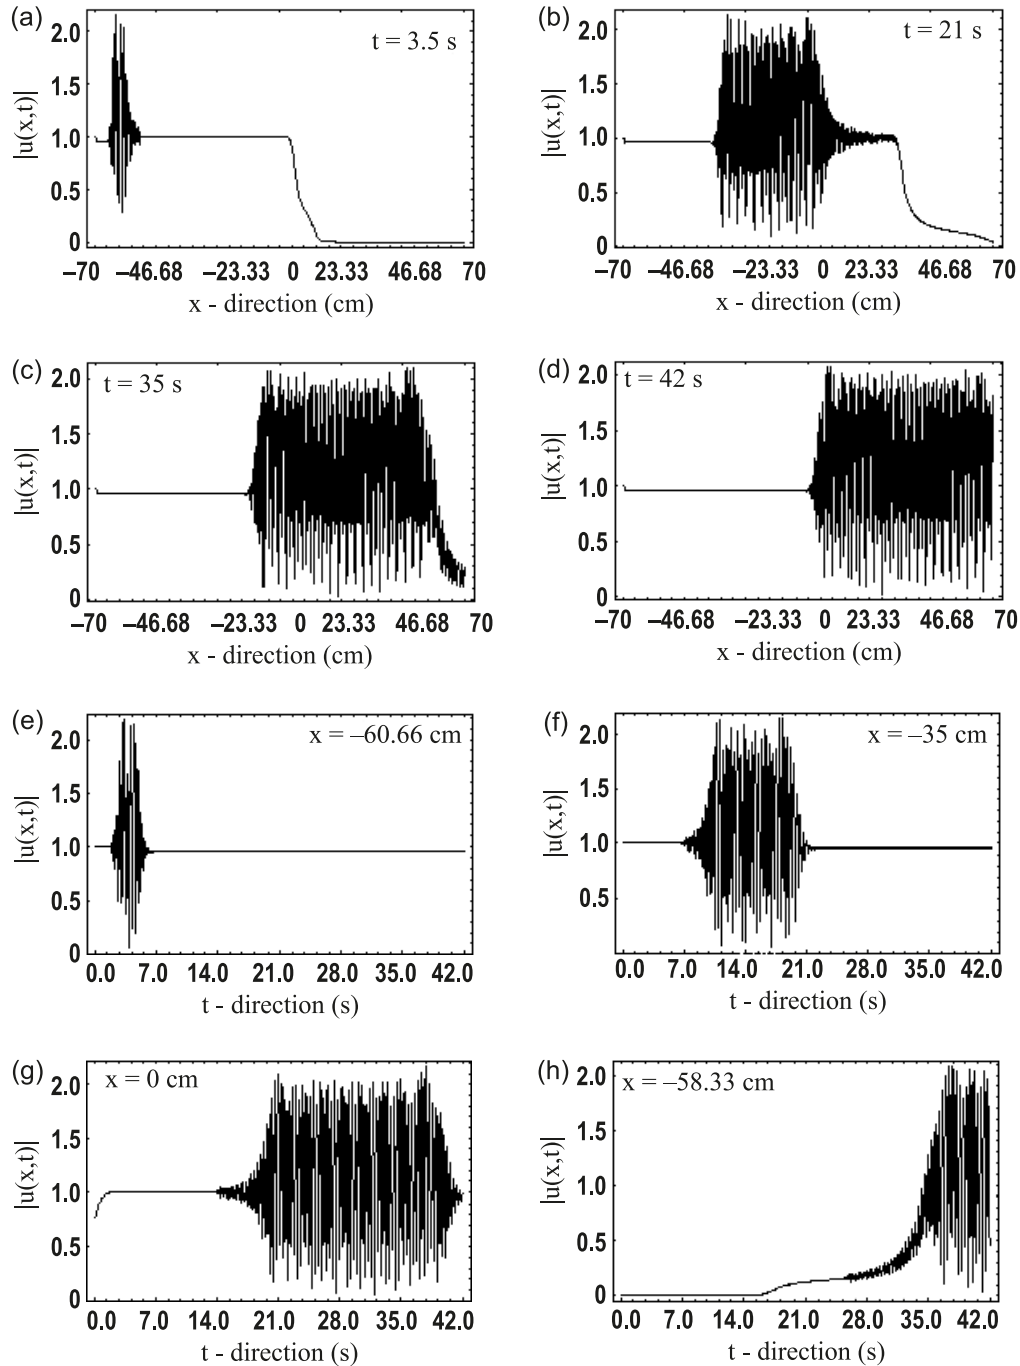 (a)
t = 3.5 s
|u(x,t)|
2.0
1.5
1.0
0.5
0
–70 –46.68 –23.33 0 23.33 46.68 70
x - direction (cm)
(b)
t = 21 s
|u(x,t)|
2.0
1.5
1.0
0.5
0
–70 –46.68 –23.33 0 23.33 46.68 70
x - direction (cm)
(c)
t = 35 s
|u(x,t)|
2.0
1.5
1.0
0.5
0
–70 –46.68 –23.33 0 23.33 46.68 70
x - direction (cm)
(d)
t = 42 s
|u(x,t)|
2.0
1.5
1.0
0.5
0
–70 –46.68 –23.33 0 23.33 46.68 70
x - direction (cm)
(e)
x = –60.66 cm
|u(x,t)|
2.0
1.5
1.0
0.5
0
0.0 7.0 14.0 21.0 28.0 35.0 42.0
t - direction (s)
(f)
x = –35 cm
|u(x,t)|
2.0
1.5
1.0
0.5
0.0 7.0 14.0 21.0 28.0 35.0 42.0
t - direction (s)
(g)
x = 0 cm
|u(x,t)|
2.0
1.5
1.0
0.5
0
0.0 7.0 14.0 21.0 28.0 35.0 42.0
t - direction (s)
(h)
x = –58.33 cm
|u(x,t)|
2.0
1.5
1.0
0.5
0
0.0 7.0 14.0 21.0 28.0 35.0 42.0
t - direction (s)